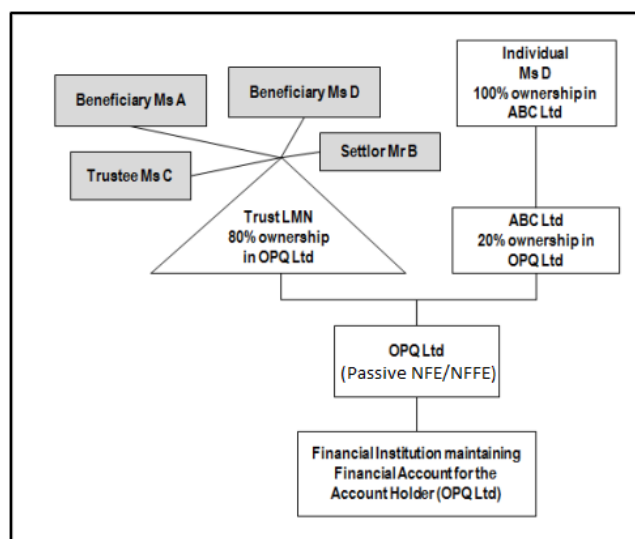 Beneficiary Ms A
Beneficiary Ms D
Trustee Ms C
Settlor Mr B
Trust LMN
80% ownership
in OPQ Ltd
Individual
Ms D
100% ownership in
ABC Ltd
ABC Ltd
20% ownership in
OPQ Ltd
OPQ Ltd
(Passive NFE/NFFE)
Financial Institution maintaining
Financial Account for the
Account Holder (OPQ Ltd)